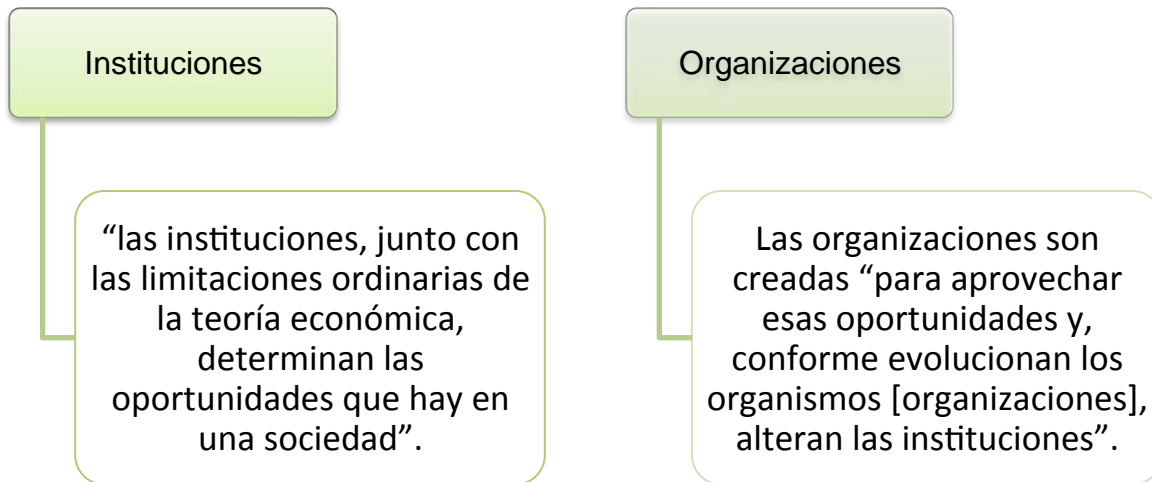 Instituciones
“las instituciones, junto con
las limitaciones ordinarias de
la teoría económica,
determinan las
oportunidades que hay en
una sociedad”.
Organizaciones
Las organizaciones son
creadas “para aprovechar
esas oportunidades y,
conforme evolucionan los
organismos [organizaciones],
alteran las instituciones”.